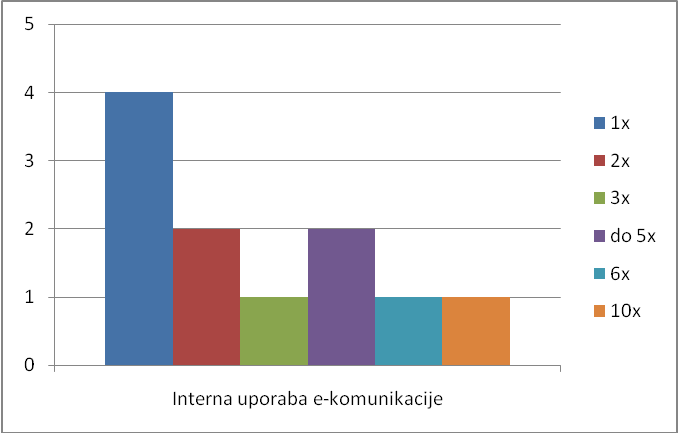 5
4
3
2
1
0
Interna uporaba e-komunikacije
1x
2x
3x
do 5x
6x
10x